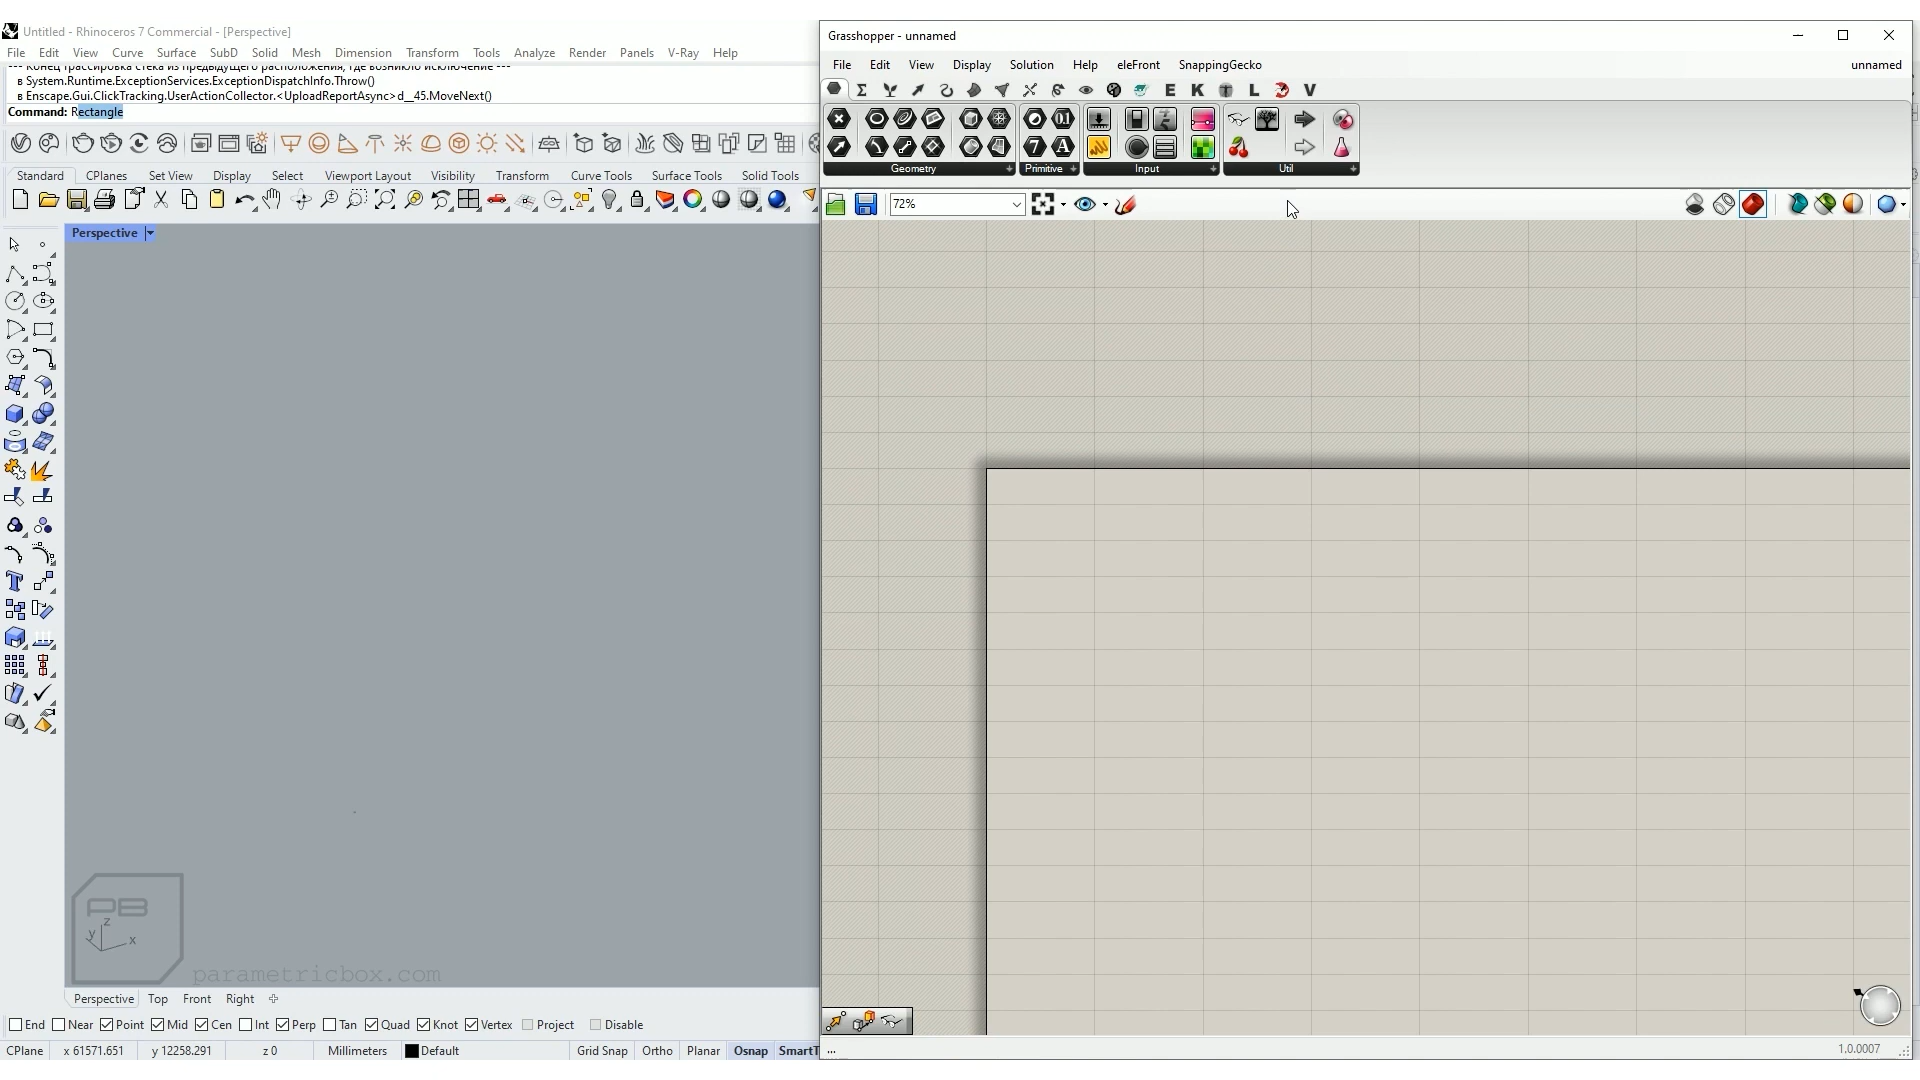 Untitled - Rhinoceros 7 Commercial - [Perspective]
File Edit View Curve Surface SubD Solid Mesh Dimension Transform Tools Analyze Render Panels V-Ray Help
--- Конец трассировка стека из предыдущего расположения, где возникло исключение ---
в System.Runtime.ExceptionServices.ExceptionDispatchInfo.Throw()
в Enscape.Gui.ClickTracking.UserActionCollector.<UploadReportAsync>d__45.MoveNext()
Command: Rectangle
Standard CPlanes Set View Display Select Viewport Layout Visibility Transform Curve Tools Surface Tools Solid Tools
Perspective
PB
z
y
x
parametricbox.com
Perspective Top Front Right
End Near Point Mid Cen Int Perp Tan Quad Knot Vertex Project Disable
CPlane x 61571.651 y 12258.291 z 0 Millimeters Default Grid Snap Ortho Planar Osnap SmartT
Grasshopper - unnamed
File Edit View Display Solution Help eleFront SnappingGecko unnamed
E K L V
Geometry Primitive Input Util
72%
...
1,0.0007